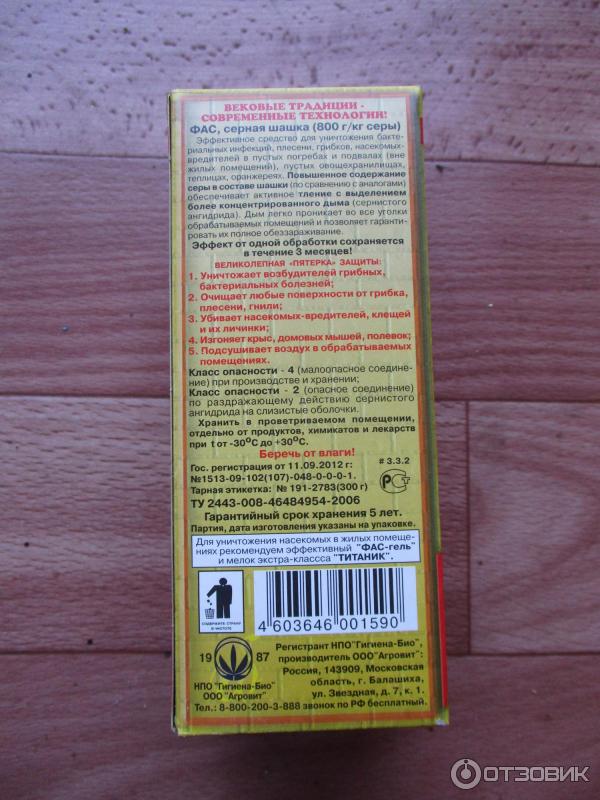 ВЕКОВЫЕ ТРАДИЦИИ -
СОВРЕМЕННЫЕ ТЕХНОЛОГИИ!
ФАС, серная шашка (800 г/кг серы)
Эффективное средство для уничтожения бакте-
риальных инфекций, плесени, грибков, насекомых-
вредителей в пустых погребах и подвалах (вне
жилых помещений), пустых овощехранилищах,
теплицах, оранжереях. Повышенное содержание
серы в составе шашки (по сравнению с аналогами)
обеспечивает активное тление с выделением
более концентрированного дыма (сернистого
ангидрида). Дым легко проникает во все уголки
обрабатываемых помещений и позволяет гарантиро-
ровать их полное обеззараживание.
Эффект от одной обработки сохраняется
в течение 3 месяцев!
ВЕЛИКОЛЕПНАЯ "ПЯТЕРКА" ЗАЩИТЫ:
1. Уничтожает возбудителей грибных,
бактериальных болезней;
2. Очищает любые поверхности от грибка,
плесени, гнили;
3. Убивает насекомых-вредителей, клещей
и их личинки;
4. Изгоняет крыс, домовых мышей, полевок;
5. Подсушивает воздух в обрабатываемых
помещениях.
Класс опасности - 4 (малоопасное соедине-
ние) при производстве и хранении;
Класс опасности - 2 (опасное соединение)
по раздражающему действию сернистого
ангидрида на слизистые оболочки.
Хранить в проветриваемом помещении,
отдельно от продуктов, химикатов и лекарств
при t от -30°С до +30°С.
Беречь от влаги!
Гос. регистрация от 11.09.2012 г: # 3.3.2
№1513-09-102(107)-048-0-0-0-1.
Тарная этикетка: № 191-2783(300 г)
РСТ
ТУ 2443-008-46484954-2006
Гарантийный срок хранения 5 лет.
Партия, дата изготовления указаны на упаковке.
Для уничтожения насекомых в жилых помеще-
ниях рекомендуем эффективный "ФАС-гель"
и мелок экстра-классса "ТИТАНИК".
СОХРАНИТЕ СТРАНУ
В ЧИСТОТЕ
4 603646 001590
19 87
НПО "Гигиена-Био"
ООО "Агровит"
Регистрант НПО"Гигиена-Био",
производитель ООО"Агровит":
Россия, 143909, Московская
область, г. Балашиха,
ул. Звездная, д.7, к.1.
Тел.: 8-800-200-3-888 звонок по РФ бесплатный.
ОТЗОВИК